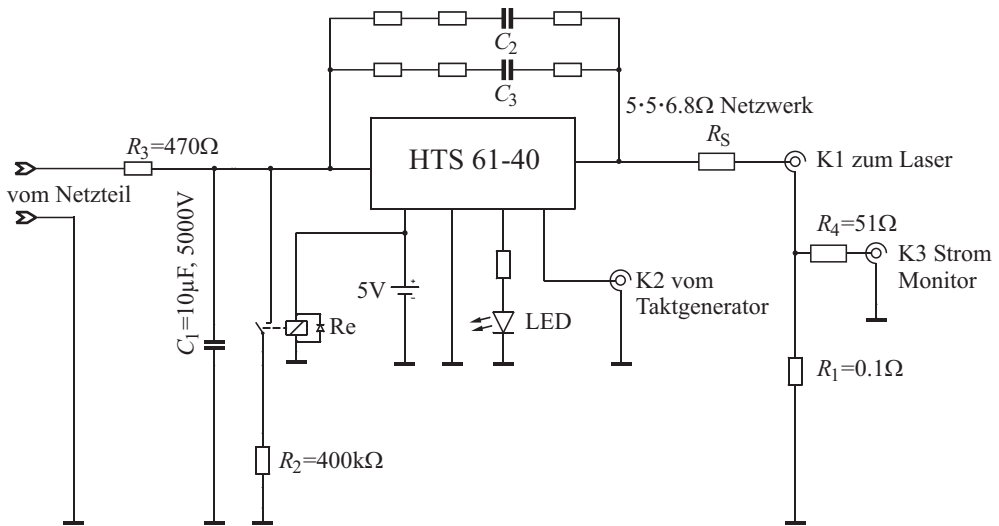 C2
C3
5·5·6.8Ω Netzwerk
RS
R3=470Ω
HTS 61-40
K1 zum Laser
vom Netzteil
C1=10µF, 5000V
R4=51Ω
K3 Strom
Monitor
5V
+
-
K2 vom
Taktgenerator
Re
LED
R1=0.1Ω
R2=400kΩ